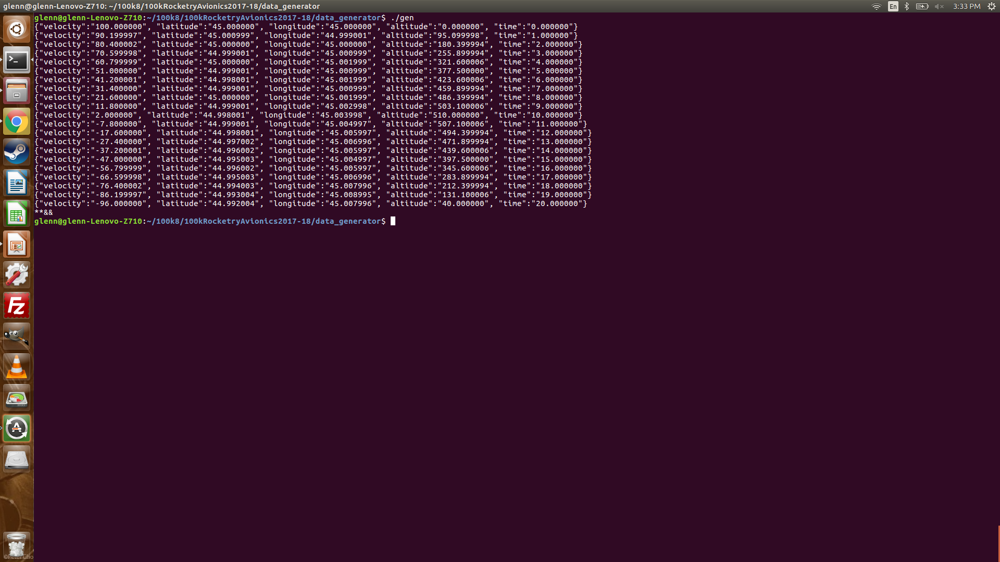 glenn@glenn-Lenovo-Z710: ~/100k8/100kRocketryAvionics2017-18/data_generator
En
3:33 PM
glenn@glenn-Lenovo-Z710:~/100k8/100kRocketryAvionics2017-18/data_generator$ ./gen
{"velocity":"100.000000", "latitude":"45.000000", "longitude":"45.000000", "altitude":"0.000000", "time":"0.000000"}
{"velocity":"90.199997", "latitude":"45.000999", "longitude":"44.999001", "altitude":"95.099998", "time":"1.000000"}
{"velocity":"80.400002", "latitude":"45.000000", "longitude":"45.000000", "altitude":"180.399994", "time":"2.000000"}
{"velocity":"70.599998", "latitude":"44.999001", "longitude":"45.000999", "altitude":"255.899994", "time":"3.000000"}
{"velocity":"60.799999", "latitude":"45.000000", "longitude":"45.001999", "altitude":"321.600006", "time":"4.000000"}
{"velocity":"51.000000", "latitude":"44.999001", "longitude":"45.000999", "altitude":"377.500000", "time":"5.000000"}
{"velocity":"41.200001", "latitude":"44.998001", "longitude":"45.001999", "altitude":"423.600006", "time":"6.000000"}
{"velocity":"31.400000", "latitude":"44.999001", "longitude":"45.000999", "altitude":"459.899994", "time":"7.000000"}
{"velocity":"21.600000", "latitude":"45.000000", "longitude":"45.001999", "altitude":"486.399994", "time":"8.000000"}
{"velocity":"11.800000", "latitude":"44.999001", "longitude":"45.002998", "altitude":"503.100006", "time":"9.000000"}
{"velocity":"2.000000", "latitude":"44.998001", "longitude":"45.003998", "altitude":"510.000000", "time":"10.000000"}
{"velocity":"-7.800000", "latitude":"44.999001", "longitude":"45.004997", "altitude":"507.100006", "time":"11.000000"}
{"velocity":"-17.600000", "latitude":"44.998001", "longitude":"45.005997", "altitude":"494.399994", "time":"12.000000"}
{"velocity":"-27.400000", "latitude":"44.997002", "longitude":"45.006996", "altitude":"471.899994", "time":"13.000000"}
{"velocity":"-37.200001", "latitude":"44.996002", "longitude":"45.005997", "altitude":"439.600006", "time":"14.000000"}
{"velocity":"-47.000000", "latitude":"44.995003", "longitude":"45.004997", "altitude":"397.500000", "time":"15.000000"}
{"velocity":"-56.799999", "latitude":"44.996002", "longitude":"45.005997", "altitude":"345.600006", "time":"16.000000"}
{"velocity":"-66.599998", "latitude":"44.995003", "longitude":"45.006996", "altitude":"283.899994", "time":"17.000000"}
{"velocity":"-76.400002", "latitude":"44.994003", "longitude":"45.007996", "altitude":"212.399994", "time":"18.000000"}
{"velocity":"-86.199997", "latitude":"44.993004", "longitude":"45.008995", "altitude":"131.100006", "time":"19.000000"}
{"velocity":"-96.000000", "latitude":"44.992004", "longitude":"45.007996", "altitude":"40.000000", "time":"20.000000"}
**&&
glenn@glenn-Lenovo-Z710:~/100k8/100kRocketryAvionics2017-18/data_generator$
Fz
©Peter Cho